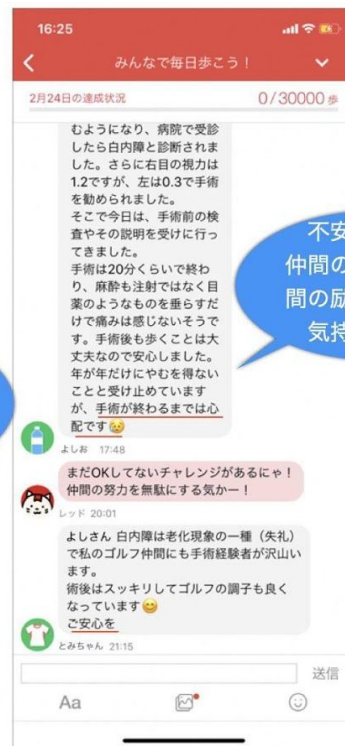 16:25
みんなで毎日歩こう！
2月24日の達成状況
0/30000 歩
むようになり、病院で受診
したら白内障と診断されま
した。さらに右目の視力は
1.2ですが、左は0.3で手術
を勧められました。
そこで今日は、手術前の検
査やその説明を受けに行っ
てきました。
手術は20分くらいで終わ
り、麻酔も注射ではなく目
薬のようなものを垂らすだ
けで痛みは感じないそうで
す。手術後も歩くことは大
丈夫なので安心しました。
年が年だけにやむを得ない
ことと受け止めています
が、手術が終わるまでは心
配です😥
よしお 17:48
不安
仲間の
間の励
気持
まだOKしてないチャレンジがあるにゃ！
仲間の努力を無駄にする気かー！
レッド 20:01
よしさん 白内障は老化現象の一種（失礼）
で私のゴルフ仲間にも手術経験者が沢山い
ます。
術後はスッキリしてゴルフの調子も良く
なっています😊
ご安心を
とみちゃん 21:15
送信
Aa